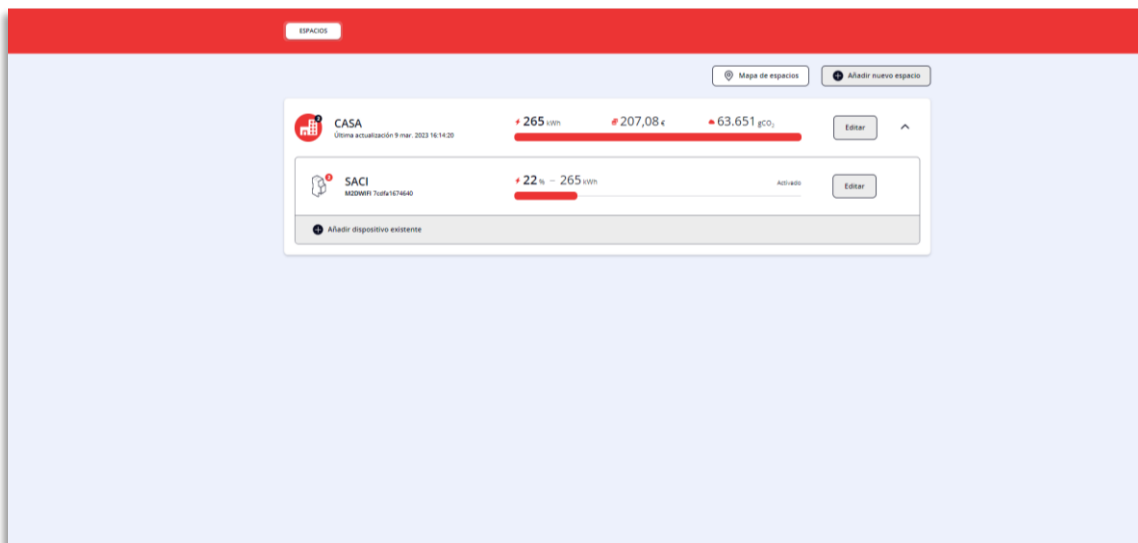 ESPACIOS
Mapa de espacios
Añadir nuevo espacio
CASA
Última actualización 9 mar. 2023 16:14:20
265 kWh
207,08 €
63.651 gCO₂
Editar
SACI
M2DWIFI 7cdfa1674640
22 % – 265 kWh
Activado
Editar
Añadir dispositivo existente